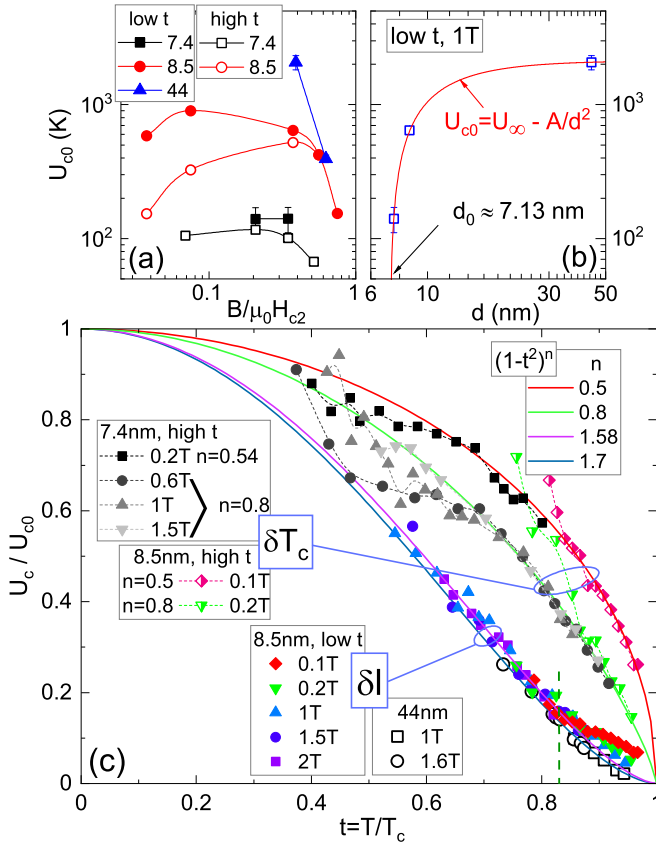 low t high t
7.4 7.4
8.5 8.5
44
U_c0 (K)
10^3
10^2
(a)
0.1 1
B/μ_0H_c2
low t, 1T
U_c0=U_∞ - A/d^2
d_0 ≈ 7.13 nm
(b)
10^3
10^2
6 10 30 50
d (nm)
(1-t^2)^n
n
0.5
0.8
1.58
1.7
7.4nm, high t
0.2T n=0.54
0.6T
1T n=0.8
1.5T
8.5nm, high t
n=0.5 0.1T
n=0.8 0.2T
δT_c
δl
8.5nm, low t
0.1T
0.2T
1T
1.5T
2T
44nm
1T
1.6T
(c)
U_c / U_c0
1
0.8
0.6
0.4
0.2
0
0 0.2 0.4 0.6 0.8 1
t=T/T_c